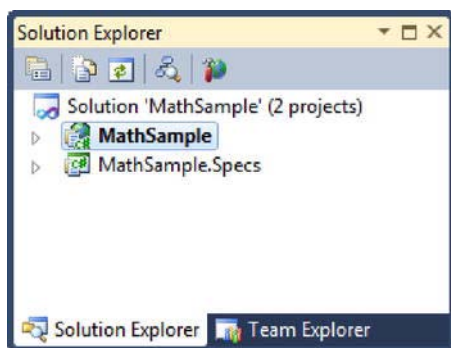 Solution Explorer
Solution 'MathSample' (2 projects)
MathSample
MathSample.Specs
Solution Explorer
Team Explorer